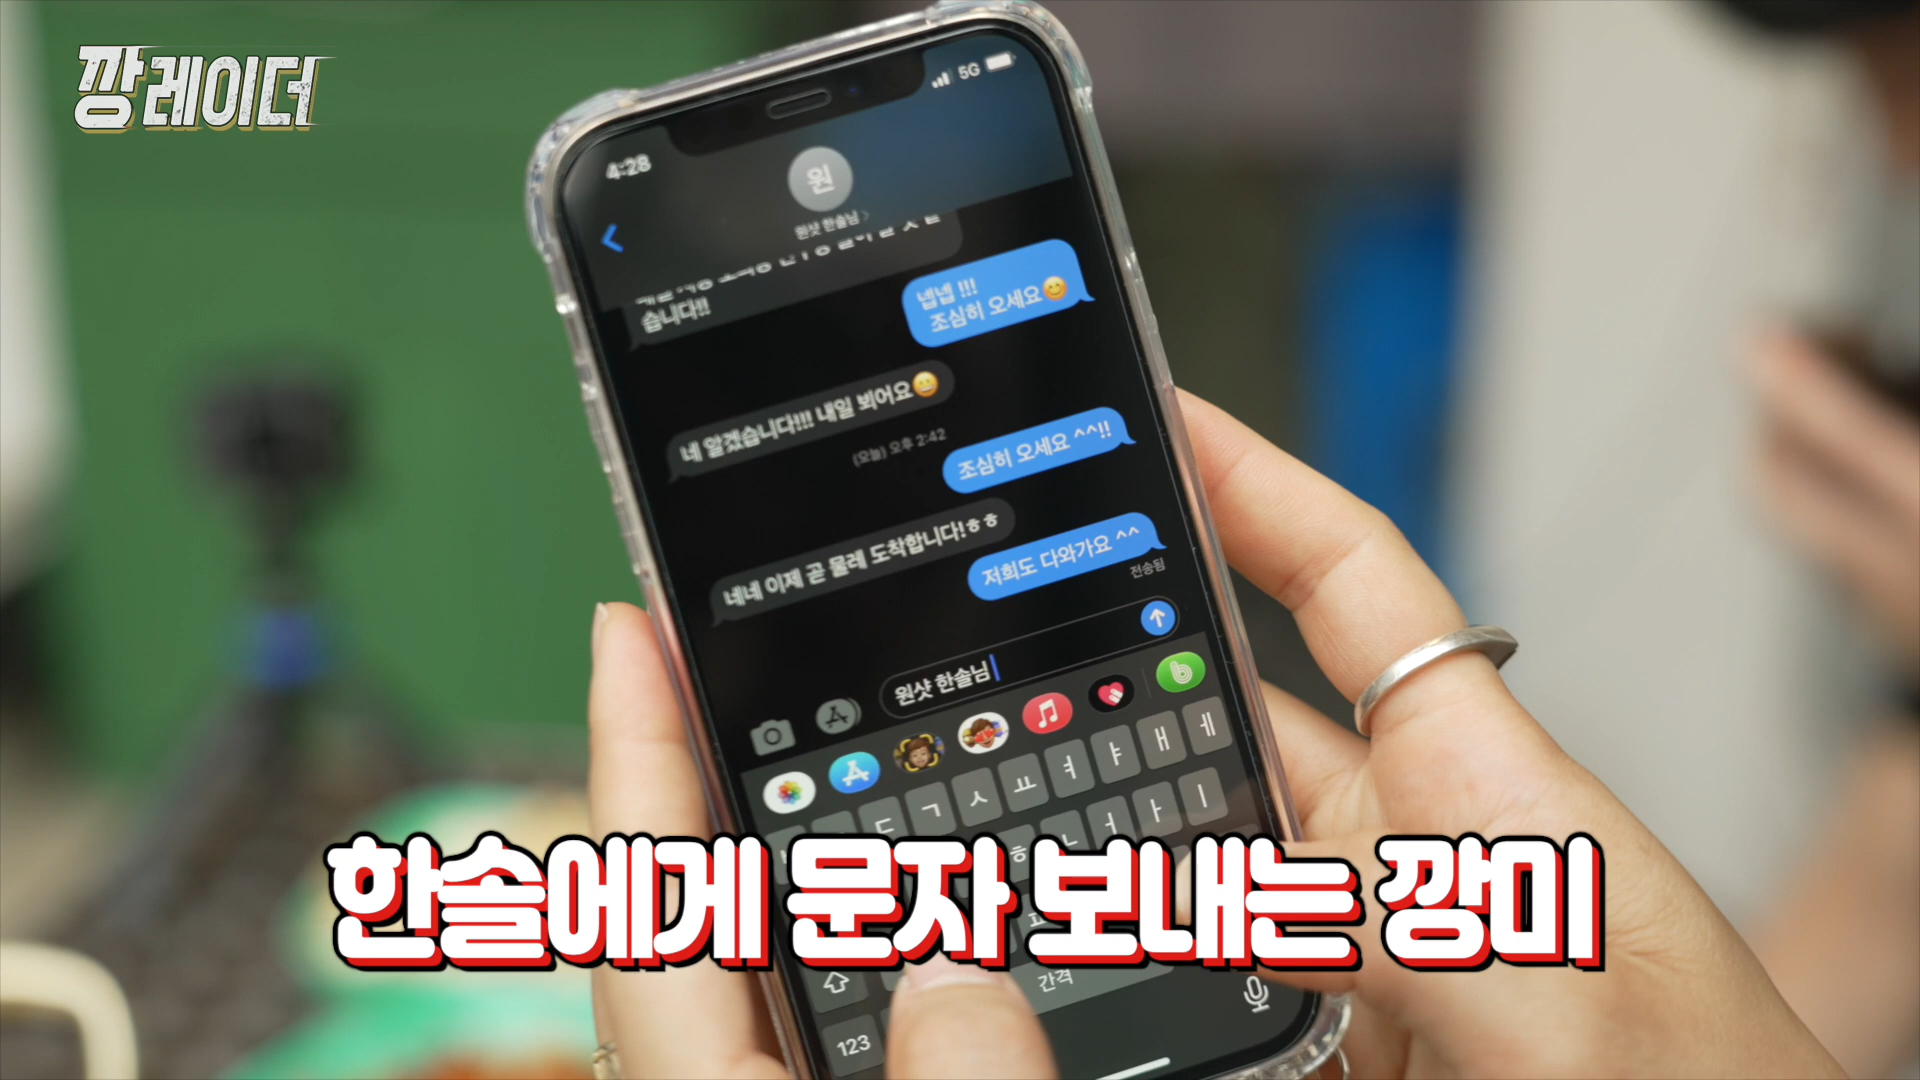 깡레이더
5G
4:28
원
원샷 한솔님
습니다!!
넵넵 !!!
조심히 오세요😊
네 알겠습니다!!! 내일 뵈어요😀
(오늘) 오후 2:42
조심히 오세요 ^^!!
네네 이제 곧 물레 도착합니다!ㅎㅎ
저희도 다와가요 ^^
전송됨
원샷 한솔님
ㄷ ㄱ ㅅ ㅛ ㅕ ㅑ ㅐ ㅔ
ㅎ ㅓ ㅏ ㅣ
한솔에게 문자 보내는 깡미
간격
123